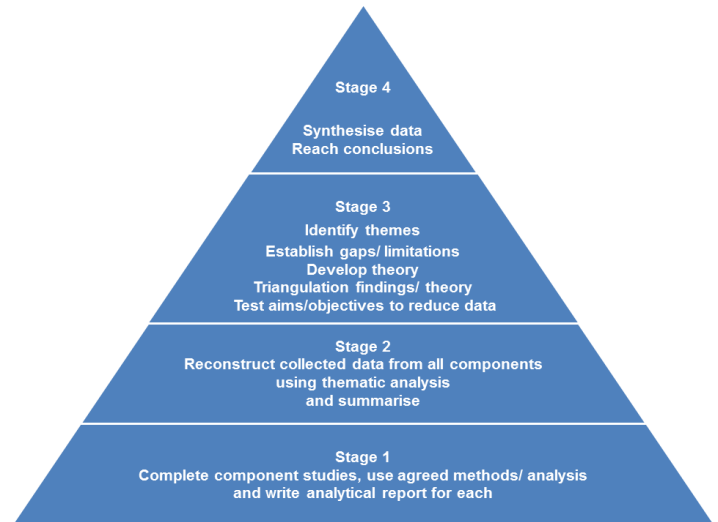 Stage 4
Synthesise data
Reach conclusions
Stage 3
Identify themes
Establish gaps/ limitations
Develop theory
Triangulation findings/ theory
Test aims/objectives to reduce data
Stage 2
Reconstruct collected data from all components
using thematic analysis
and summarise
Stage 1
Complete component studies, use agreed methods/ analysis
and write analytical report for each